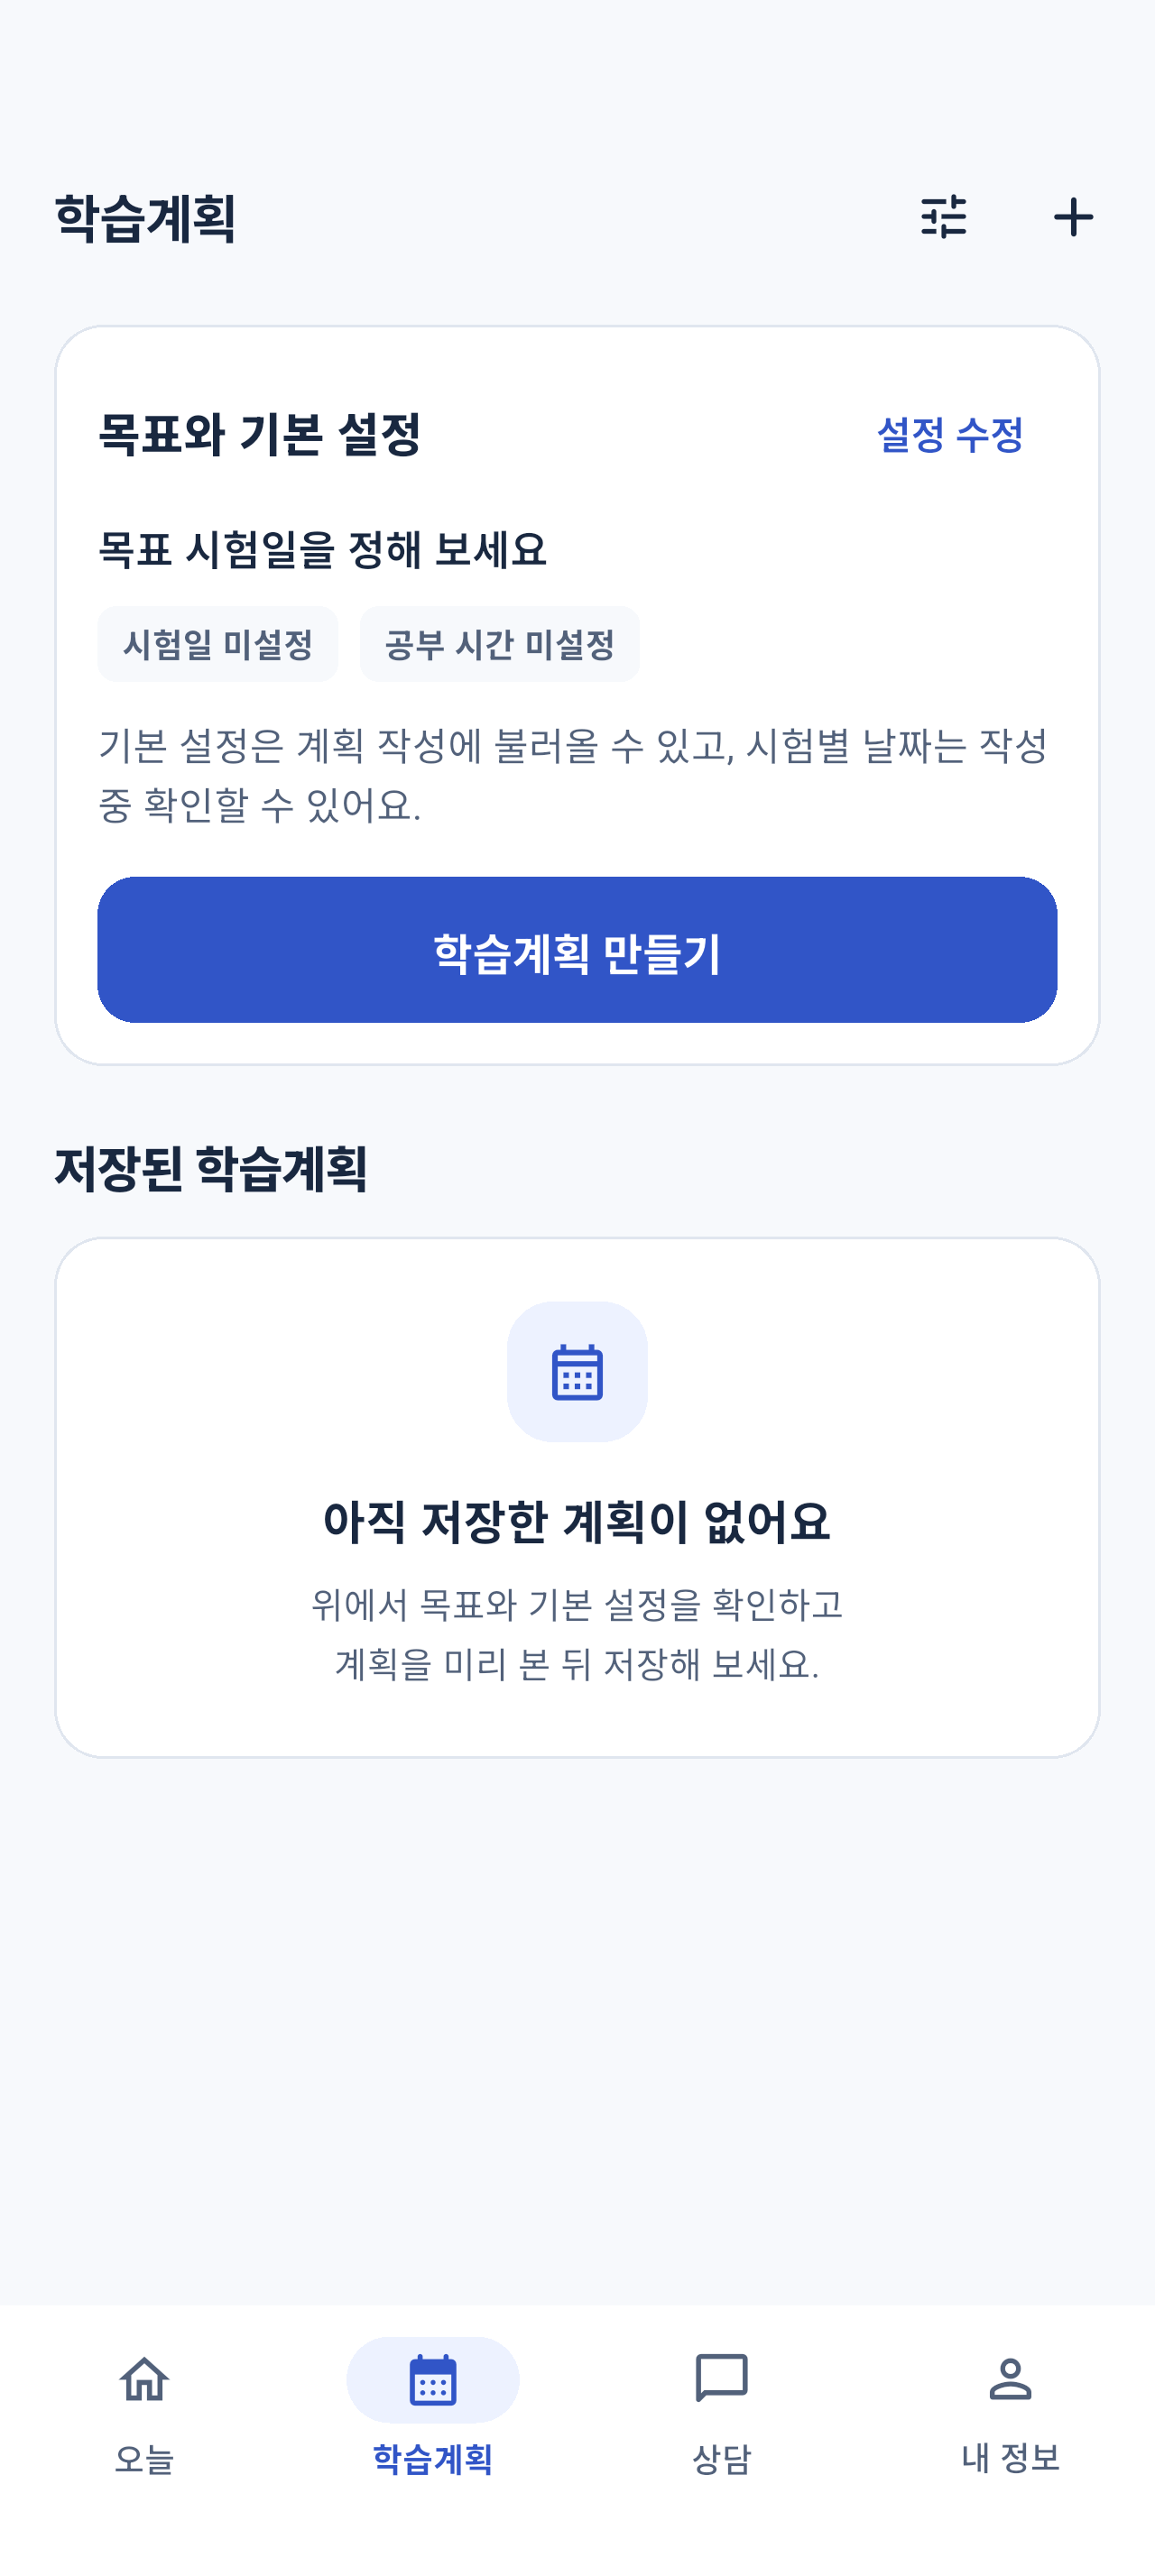 학습계획
목표와 기본 설정
설정 수정
목표 시험일을 정해 보세요
시험일 미설정
공부 시간 미설정
기본 설정은 계획 작성에 불러올 수 있고, 시험별 날짜는 작성
중 확인할 수 있어요.
학습계획 만들기
저장된 학습계획
아직 저장한 계획이 없어요
위에서 목표와 기본 설정을 확인하고
계획을 미리 본 뒤 저장해 보세요.
오늘
학습계획
상담
내 정보